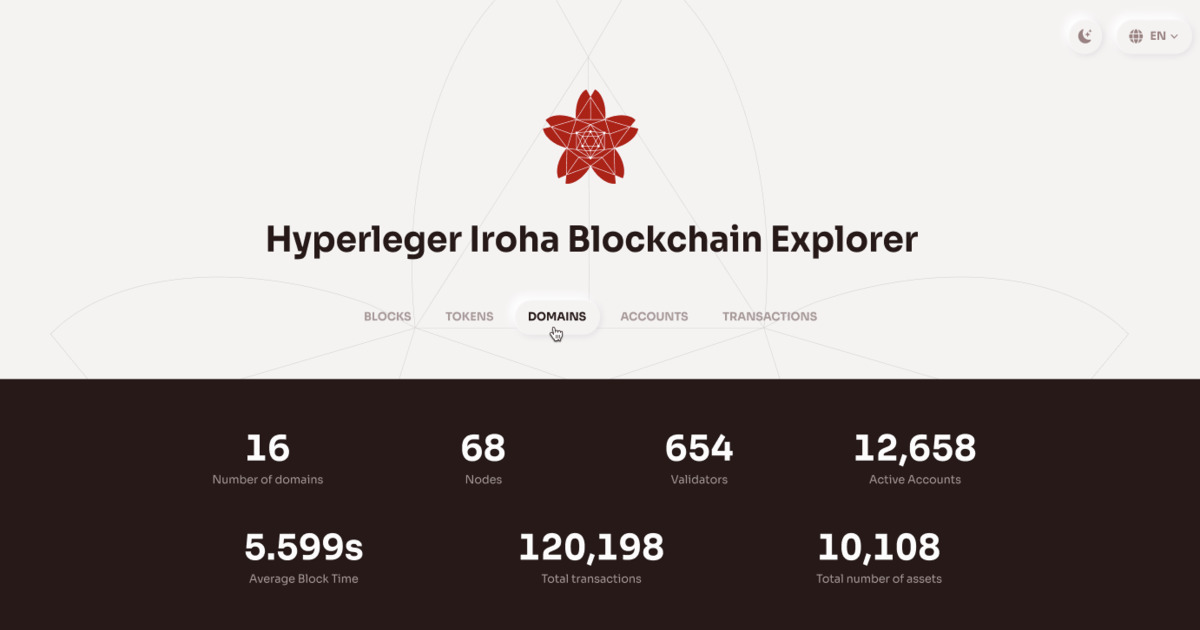 EN
Hyperleger Iroha Blockchain Explorer
BLOCKS TOKENS DOMAINS ACCOUNTS TRANSACTIONS
16 68 654 12,658
Number of domains Nodes Validators Active Accounts
5.599s 120,198 10,108
Average Block Time Total transactions Total number of assets